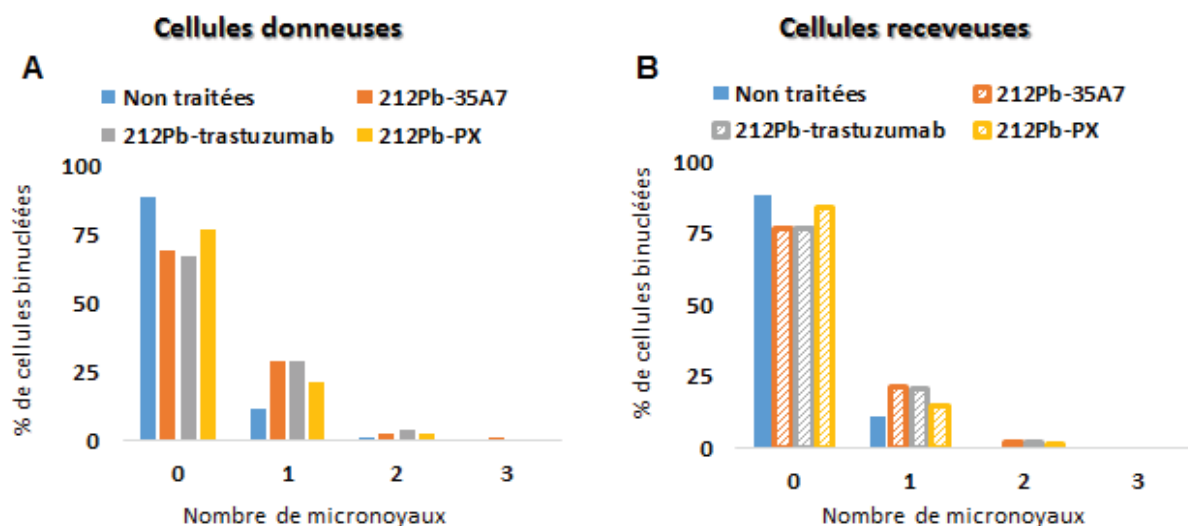 Cellules donneuses
Cellules receveuses
A
Non traitées
212Pb-35A7
212Pb-trastuzumab
212Pb-PX
% de cellules binuclééés
100
75
50
25
0
0 1 2 3
Nombre de micronoyaux
B
Non traitées
212Pb-35A7
212Pb-trastuzumab
212Pb-PX
% de cellules binuclééés
100
75
50
25
0
0 1 2 3
Nombre de micronoyaux